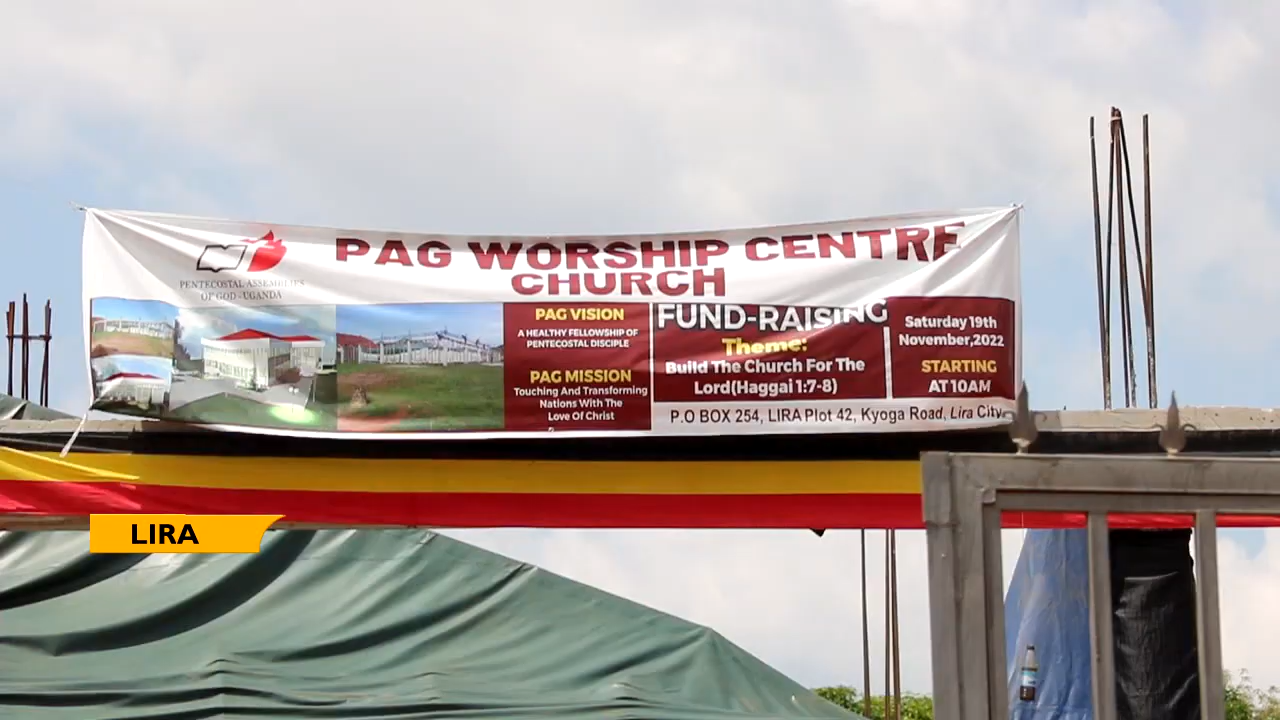 PAG WORSHIP CENTRE
CHURCH
PENTECOSTAL ASSEMBLIES
OF GOD - UGANDA
PAG VISION
A HEALTHY FELLOWSHIP OF
PENTECOSTAL DISCIPLE
PAG MISSION
Touching And Transforming
Nations With The
Love Of Christ
FUND-RAISING
Theme:
Build The Church For The
Lord(Haggai 1:7-8)
Saturday 19th
November,2022
STARTING
AT 10AM
P.O BOX 254, LIRA Plot 42, Kyoga Road, Lira City
LIRA